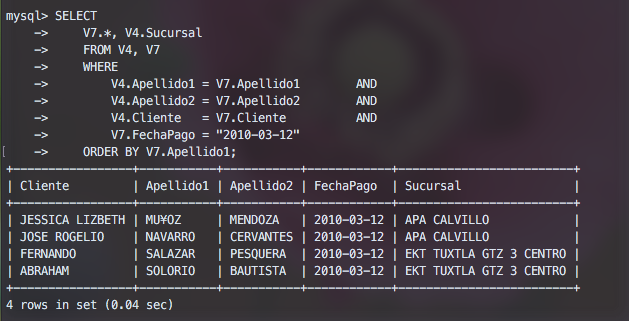 mysql> SELECT
    ->     V7.*, V4.Sucursal
    ->     FROM V4, V7
    ->     WHERE
    ->         V4.Apellido1 = V7.Apellido1        AND
    ->         V4.Apellido2 = V7.Apellido2        AND
    ->         V4.Cliente   = V7.Cliente          AND
    ->         V7.FechaPago = "2010-03-12"
[   ->     ORDER BY V7.Apellido1;
+-----------------+-----------+-----------+------------+------------------------+
| Cliente         | Apellido1 | Apellido2 | FechaPago  | Sucursal               |
+-----------------+-----------+-----------+------------+------------------------+
| JESSICA LIZBETH | MU¥OZ     | MENDOZA   | 2010-03-12 | APA CALVILLO           |
| JOSE ROGELIO    | NAVARRO   | CERVANTES | 2010-03-12 | APA CALVILLO           |
| FERNANDO        | SALAZAR   | PESQUERA  | 2010-03-12 | EKT TUXTLA GTZ 3 CENTRO |
| ABRAHAM         | SOLORIO   | BAUTISTA  | 2010-03-12 | EKT TUXTLA GTZ 3 CENTRO |
+-----------------+-----------+-----------+------------+------------------------+
4 rows in set (0.04 sec)